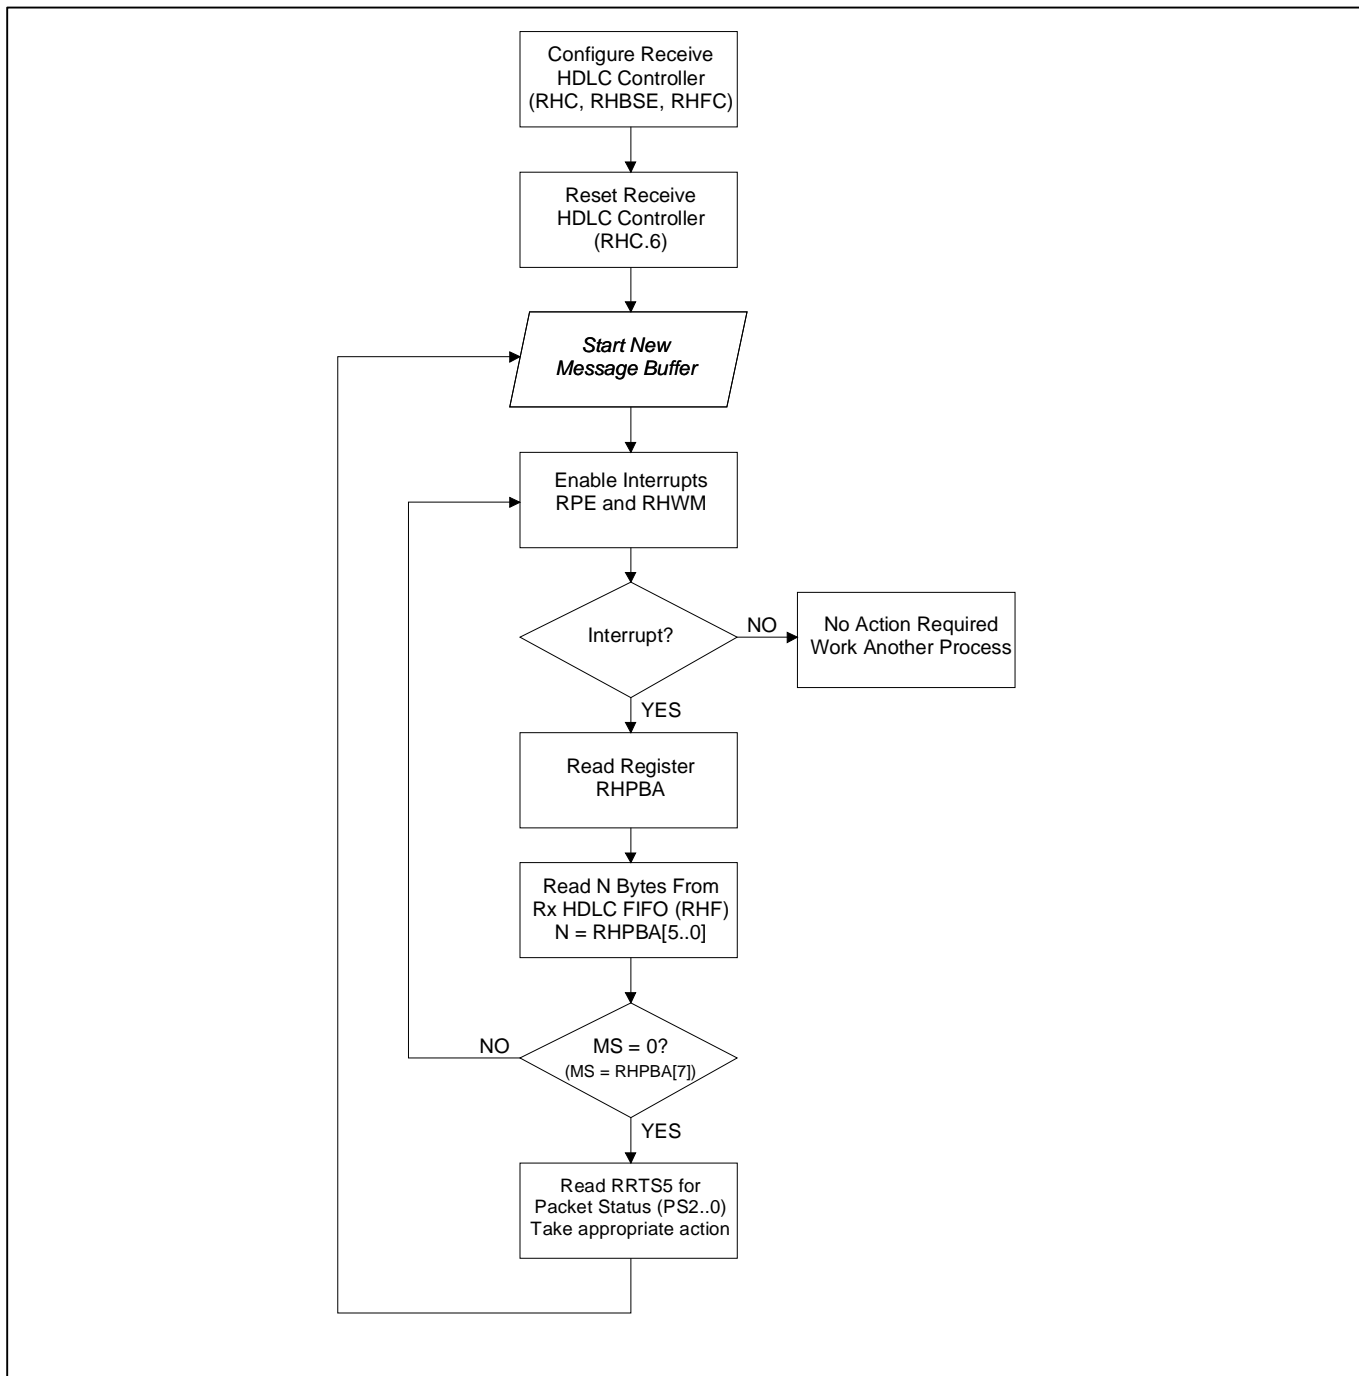 Configure Receive
HDLC Controller
(RHC, RHBSE, RHFC)
Reset Receive
HDLC Controller
(RHC.6)
Start New
Message Buffer
Enable Interrupts
RPE and RHWM
Interrupt?
NO
No Action Required
Work Another Process
YES
Read Register
RHPBA
Read N Bytes From
Rx HDLC FIFO (RHF)
N = RHPBA[5..0]
NO
MS = 0?
(MS = RHPBA[7])
YES
Read RRTS5 for
Packet Status (PS2..0)
Take appropriate action